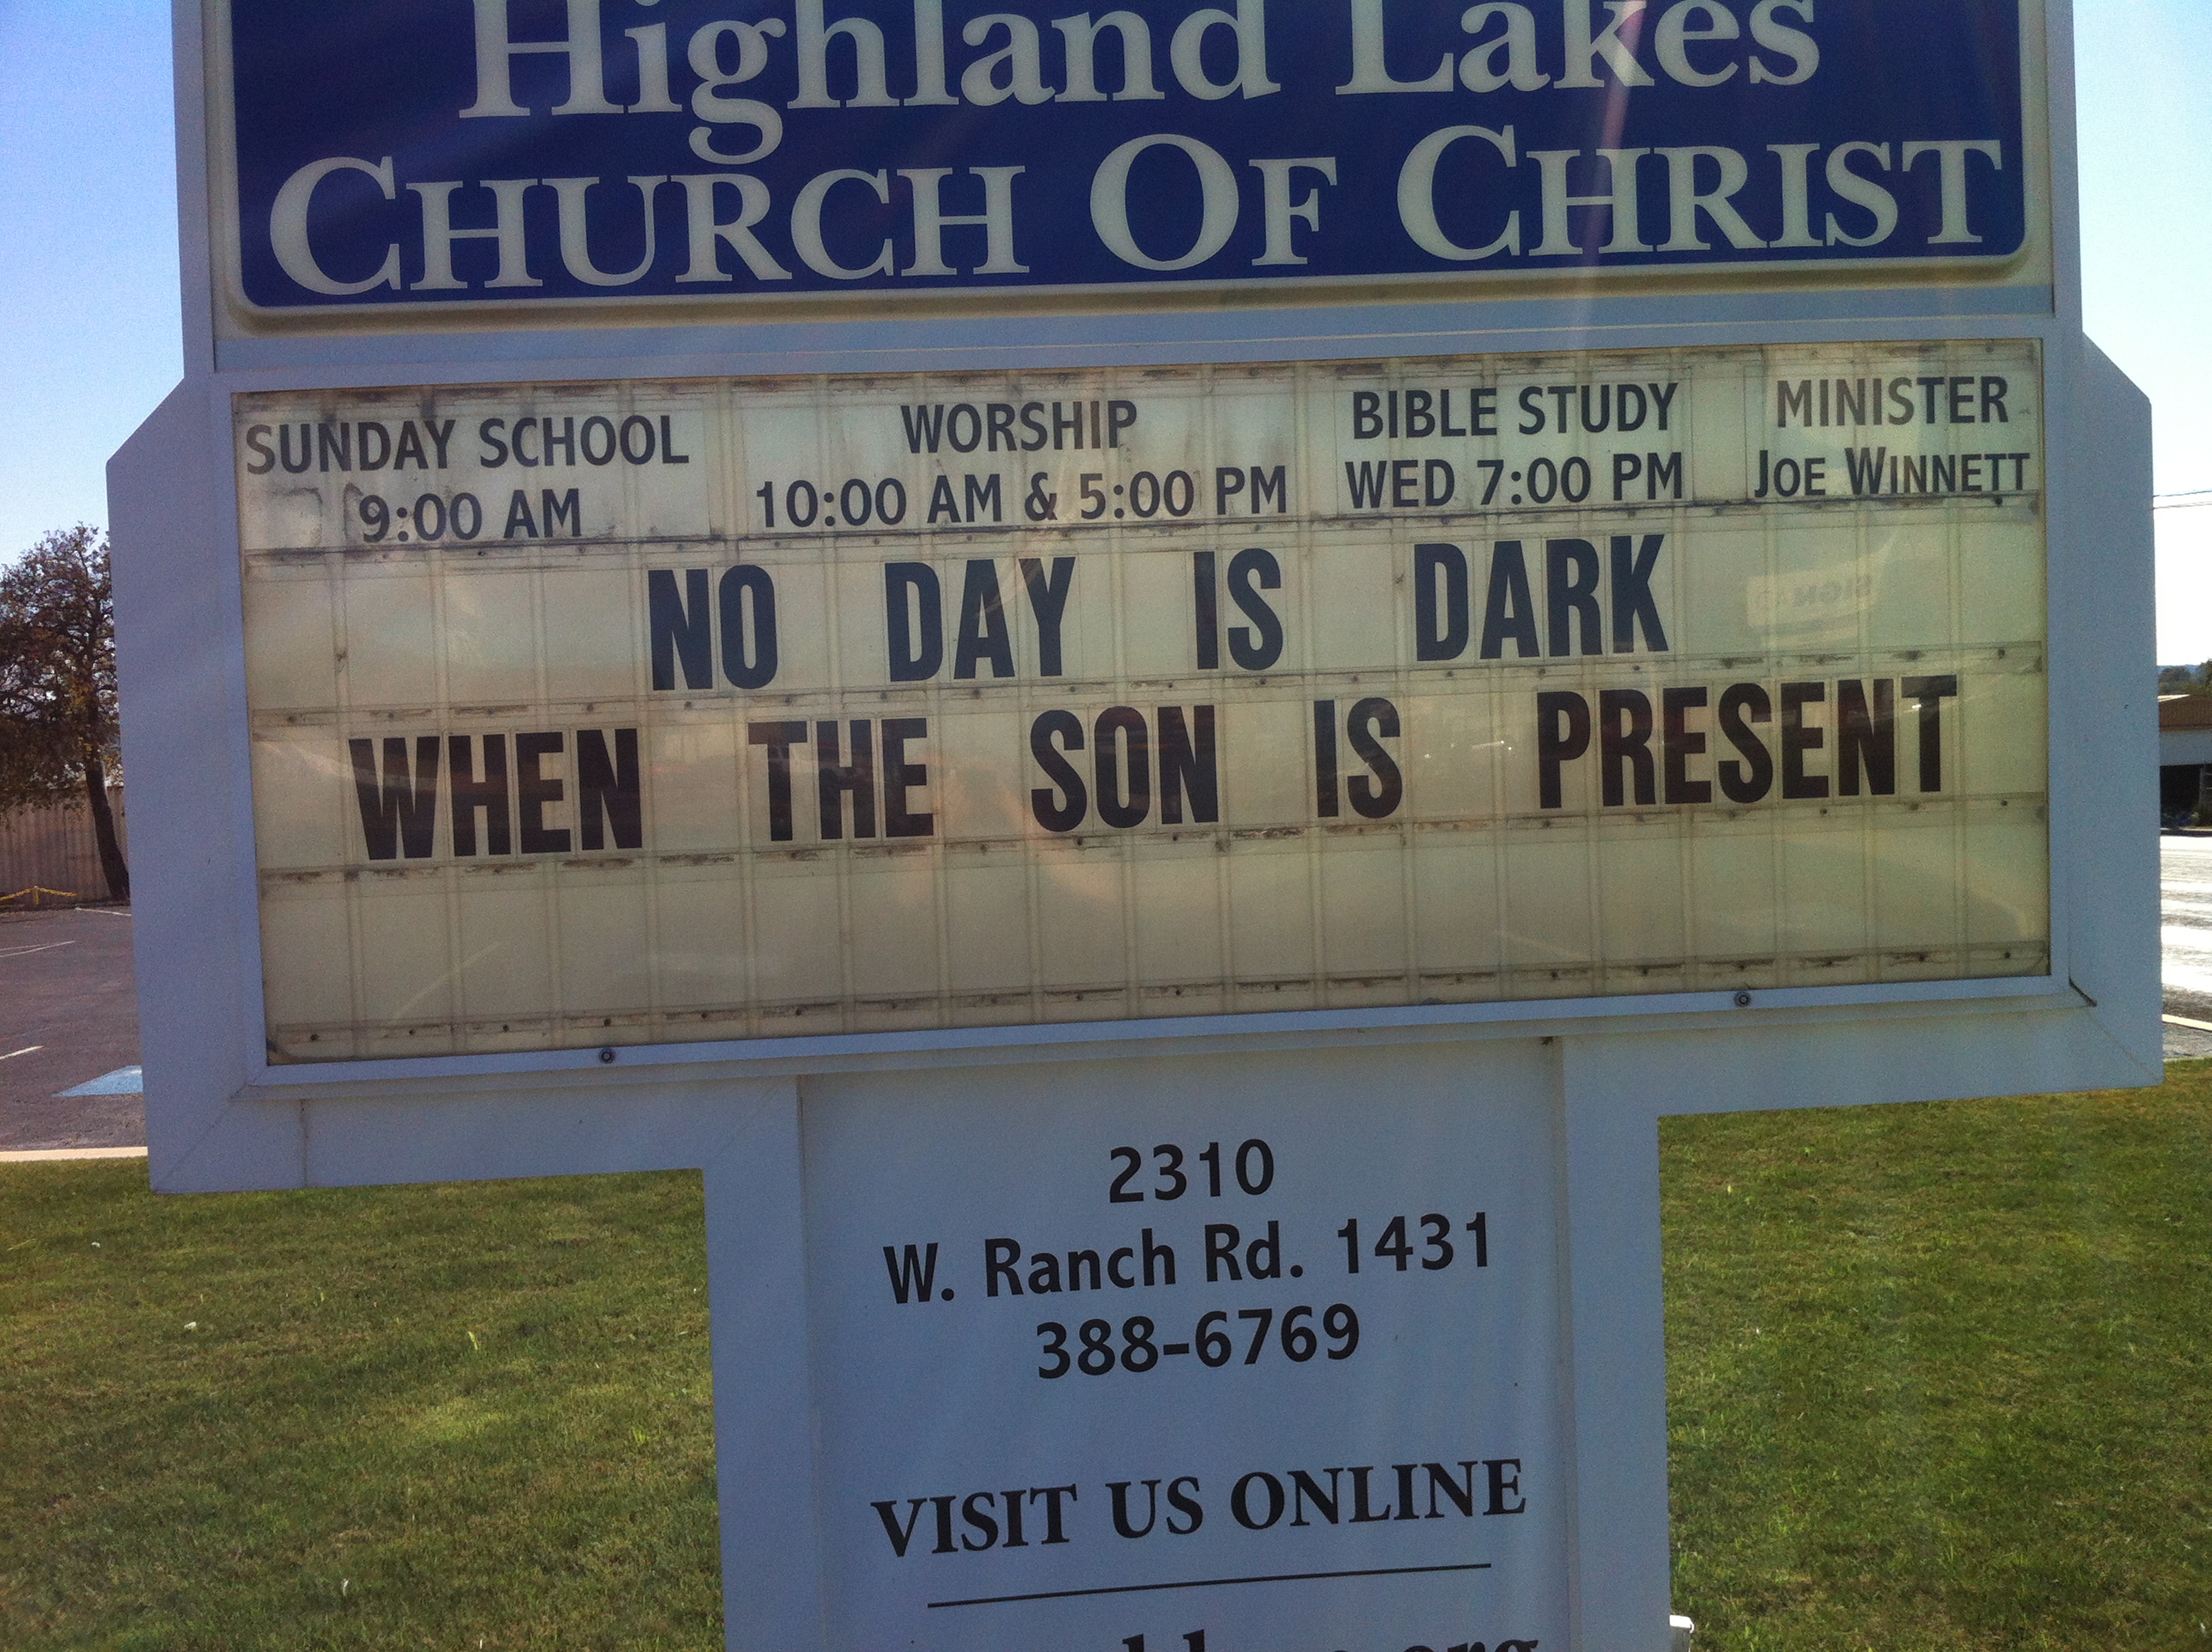 Highland Lakes
CHURCH OF CHRIST
SUNDAY SCHOOL
9:00 AM
WORSHIP
10:00 AM & 5:00 PM
BIBLE STUDY
WED 7:00 PM
MINISTER
JOE WINNETT
NO DAY IS DARK
WHEN THE SON IS PRESENT
2310
W. Ranch Rd. 1431
388-6769
VISIT US ONLINE